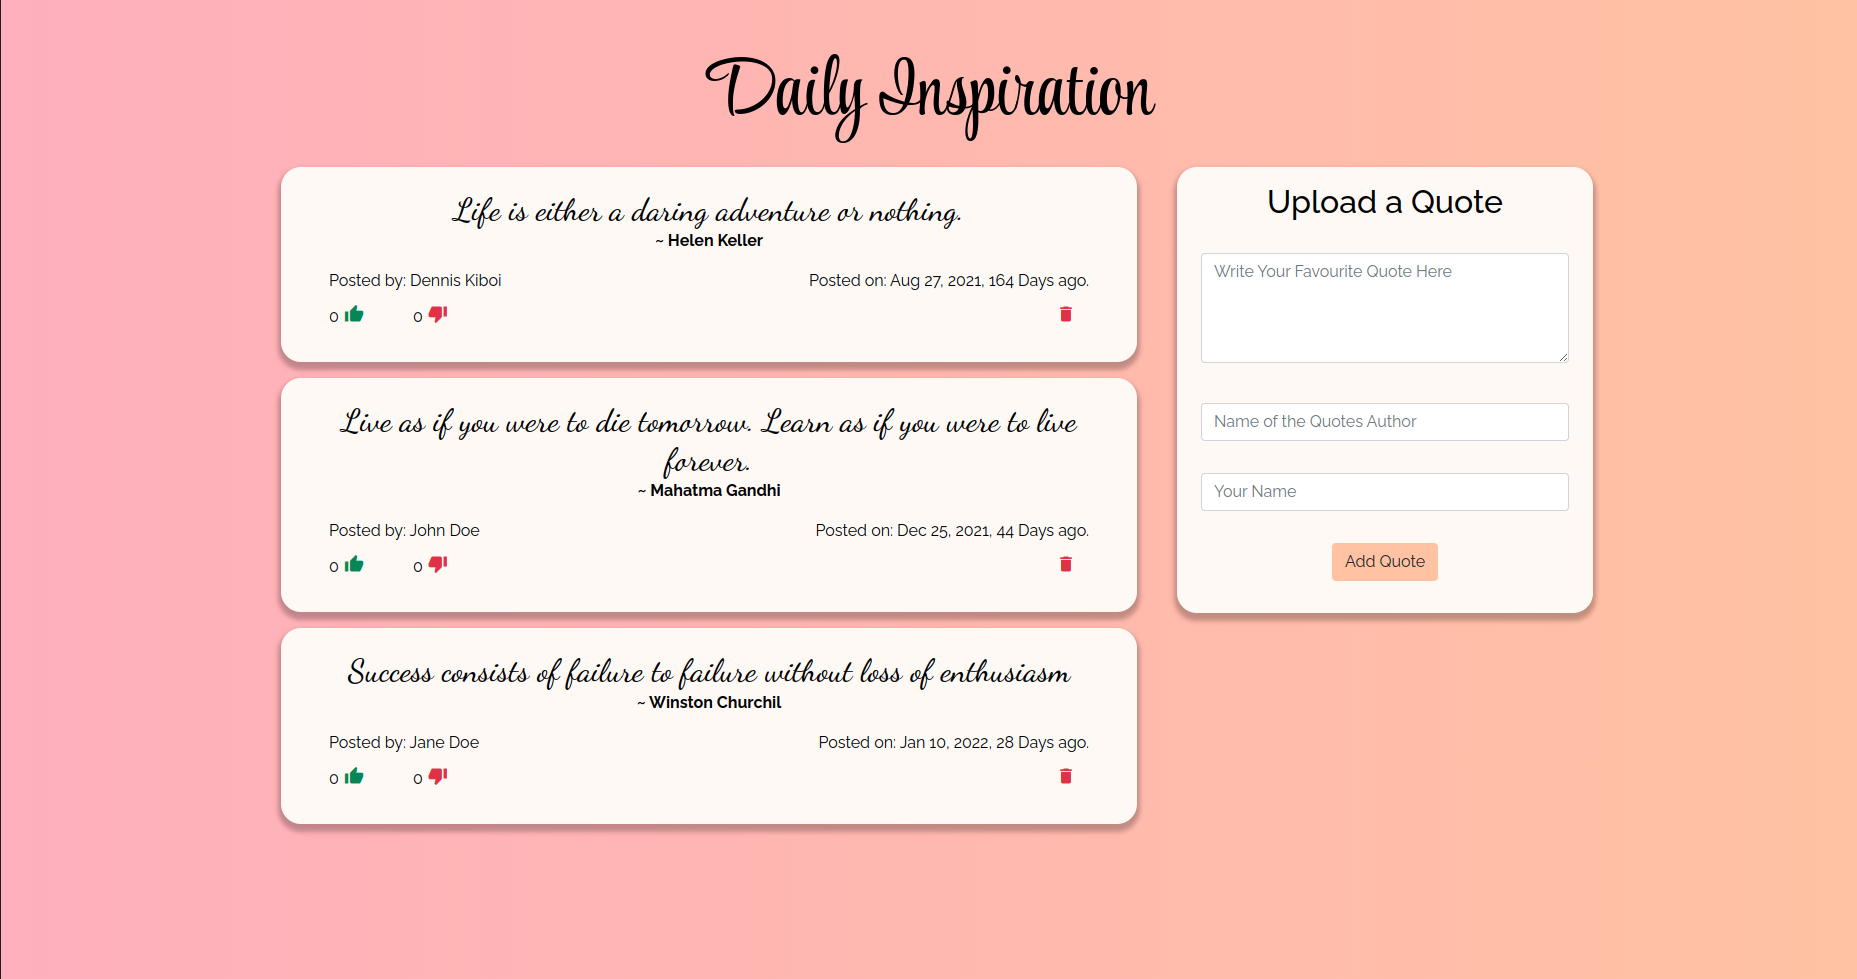 Daily Inspiration
Life is either a daring adventure or nothing.
~ Helen Keller
Posted by: Dennis Kiboi
Posted on: Aug 27, 2021, 164 Days ago.
0
0
Live as if you were to die tomorrow. Learn as if you were to live
forever.
~ Mahatma Gandhi
Posted by: John Doe
Posted on: Dec 25, 2021, 44 Days ago.
0
0
Success consists of failure to failure without loss of enthusiasm
~ Winston Churchil
Posted by: Jane Doe
Posted on: Jan 10, 2022, 28 Days ago.
0
0
Upload a Quote
Write Your Favourite Quote Here
Name of the Quotes Author
Your Name
Add Quote